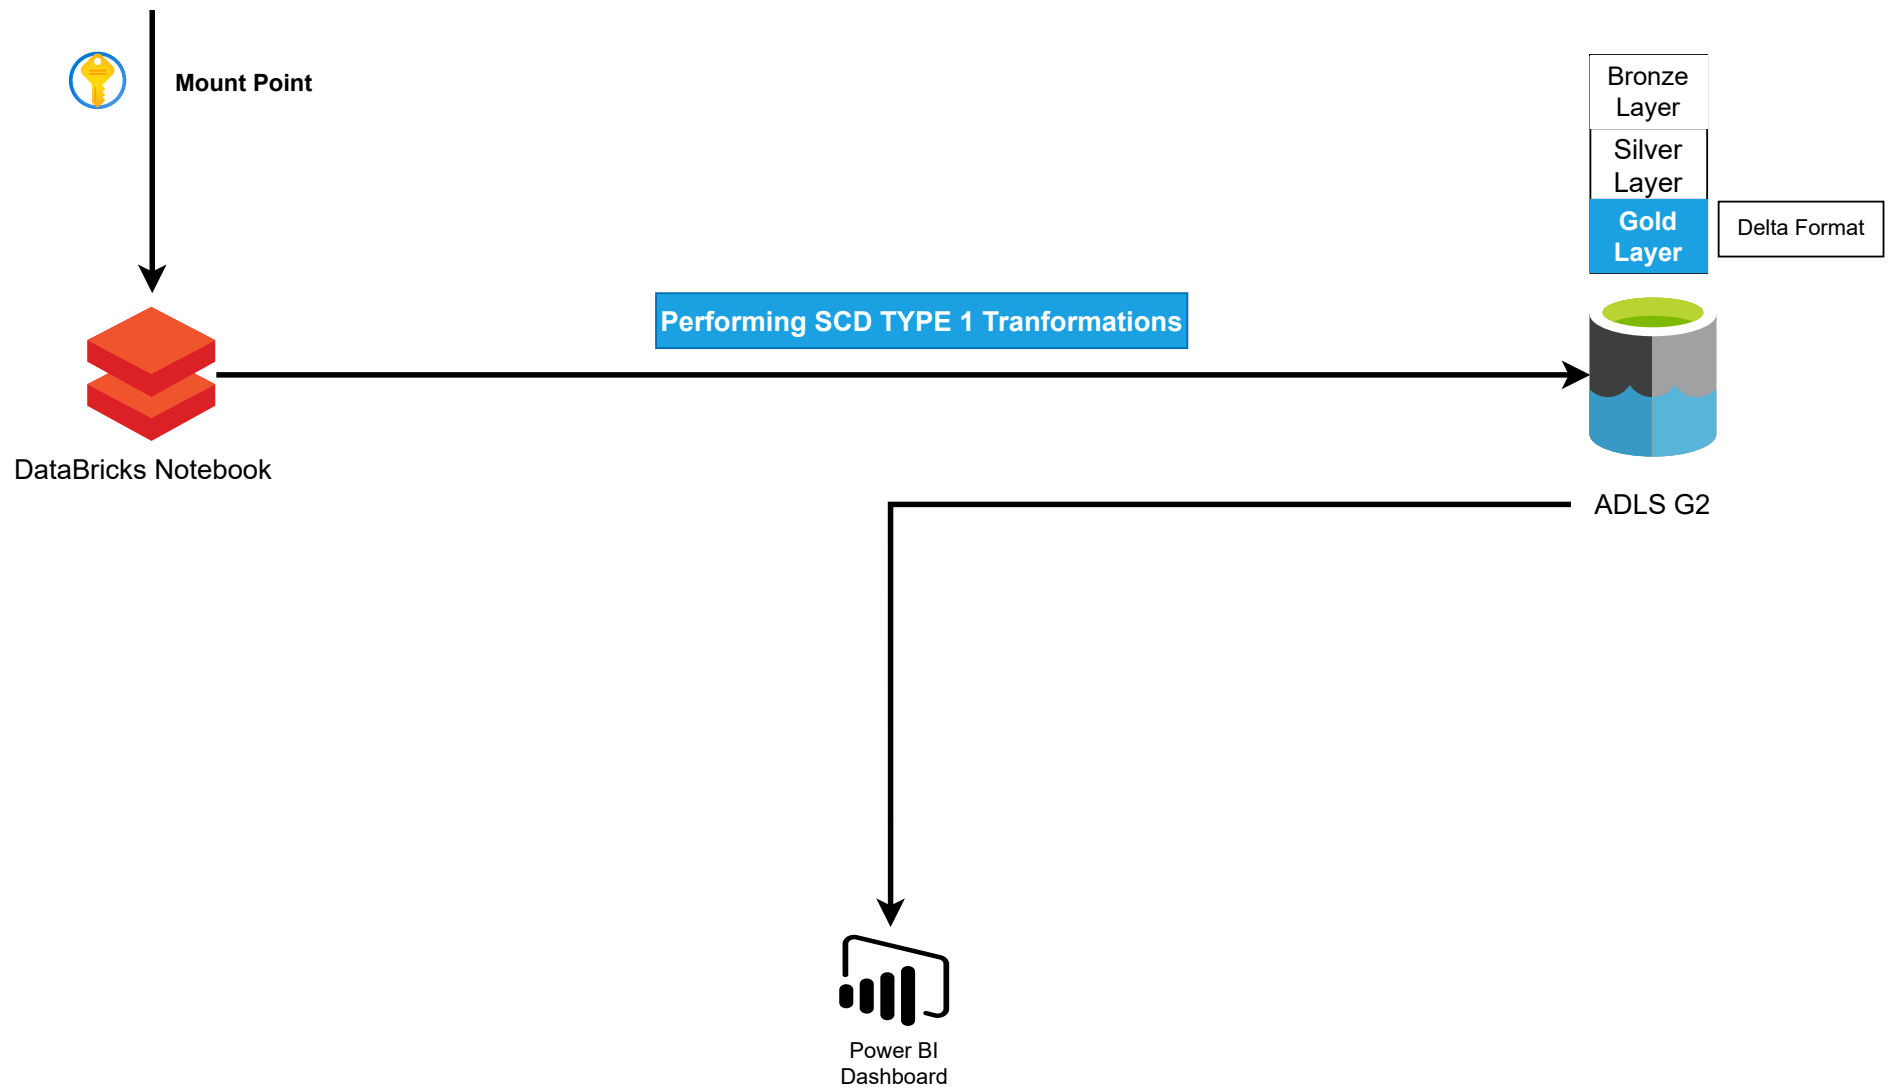 Mount Point
Bronze
Layer
Silver
Layer
Gold
Layer
Delta Format
Performing SCD TYPE 1 Tranformations
DataBricks Notebook
ADLS G2
Power BI
Dashboard